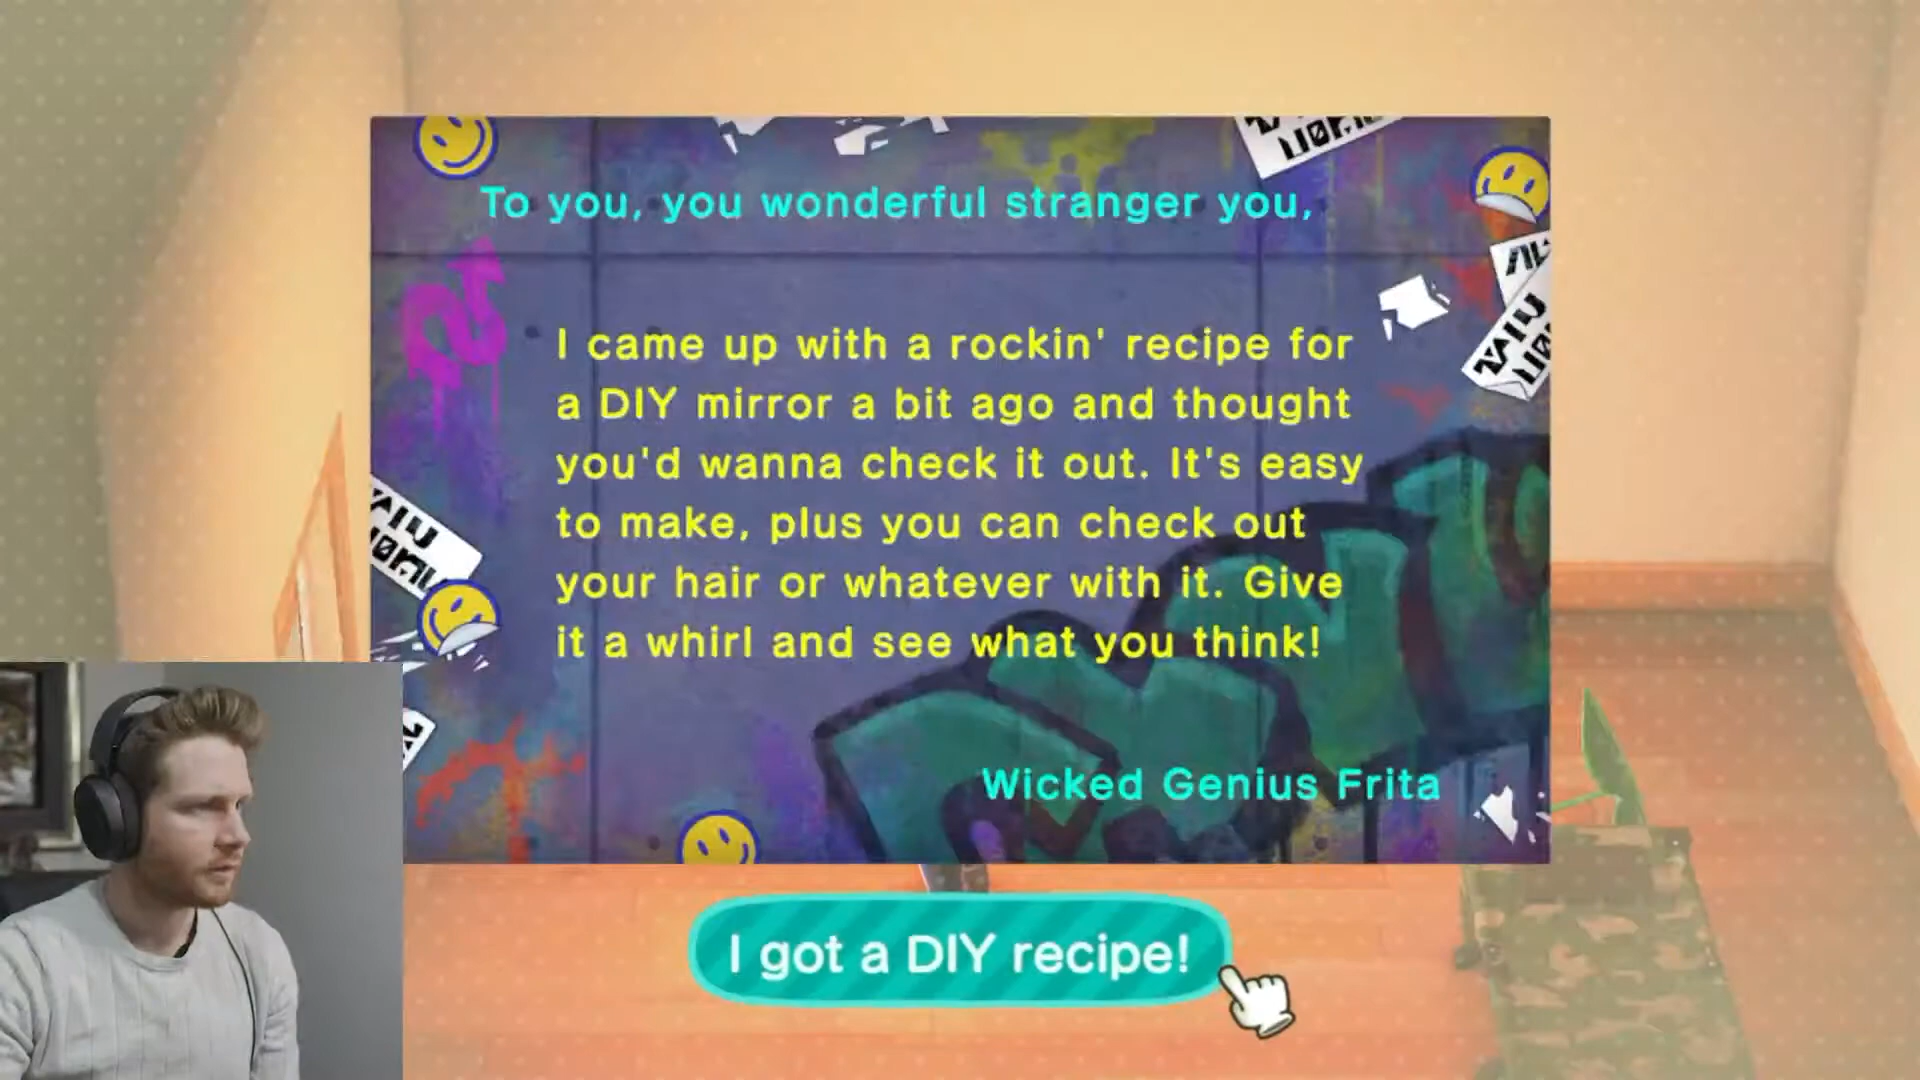 To you, you wonderful stranger you,
I came up with a rockin' recipe for
a DIY mirror a bit ago and thought
you'd wanna check it out. It's easy
to make, plus you can check out
your hair or whatever with it. Give
it a whirl and see what you think!
Wicked Genius Frita
I got a DIY recipe!